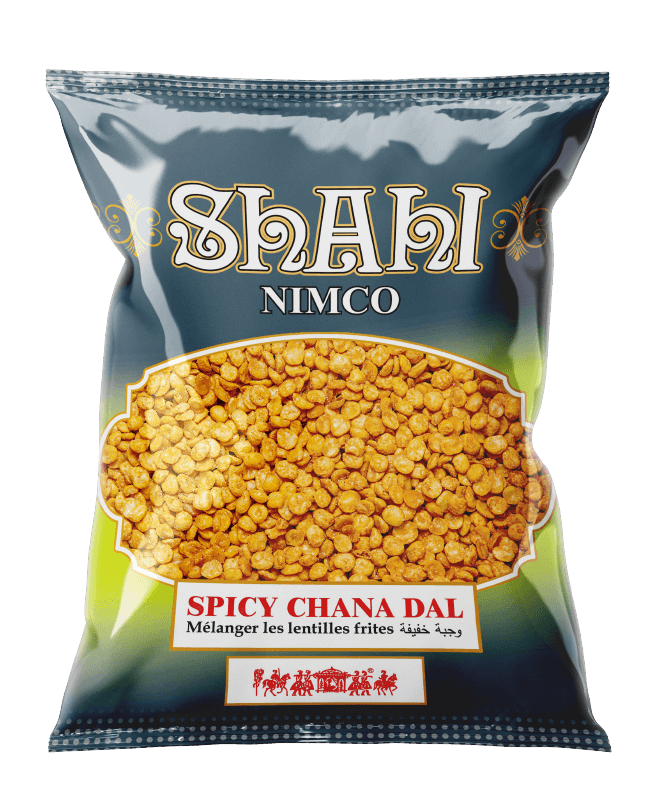 ShAhI
NIMCO
SPICY CHANA DAL
Mélanger les lentilles frites وجبة خفيفة
®